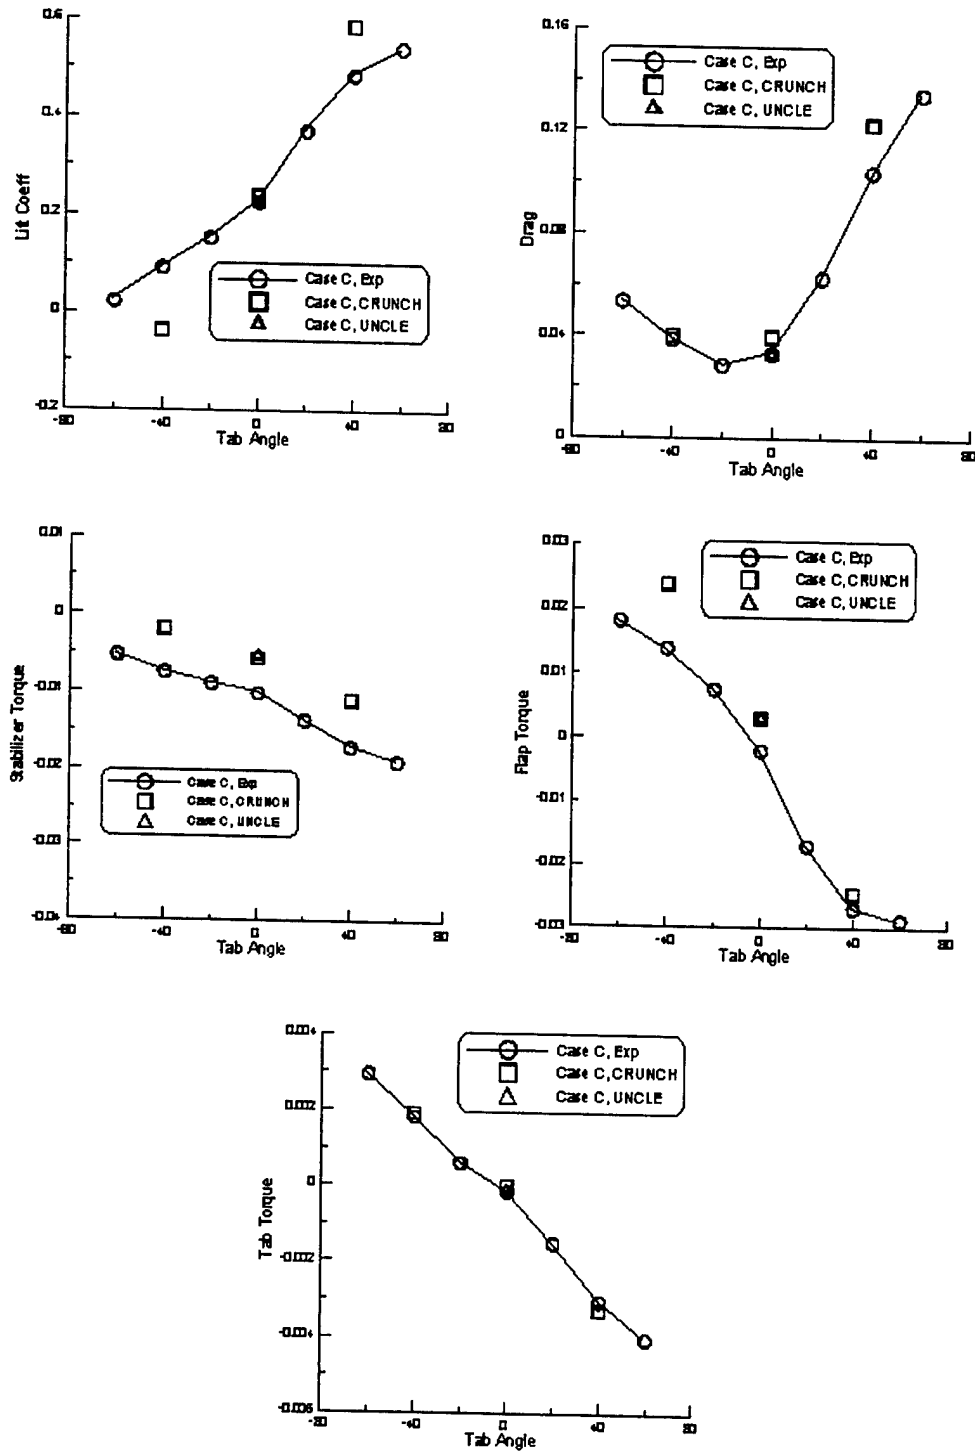 0.6
0.4
0.2
0
-0.2
Lift Coeff
Case C, Exp
Case C, CRUNCH
Case C, UNCLE
-80
-40
0
40
80
Tab Angle
0.16
0.12
0.08
0.04
0
Drag
Case C, Exp
Case C, CRUNCH
Case C, UNCLE
-80
-40
0
40
80
Tab Angle
0.01
0
-0.01
-0.02
-0.03
-0.04
Stabilizer Torque
Case C, Exp
Case C, CRUNCH
Case C, UNCLE
-80
-40
0
40
80
Tab Angle
0.03
0.02
0.01
0
-0.01
-0.02
-0.03
Flap Torque
Case C, Exp
Case C, CRUNCH
Case C, UNCLE
-80
-40
0
40
80
Tab Angle
0.004
0.002
0
-0.002
-0.004
-0.006
Tab Torque
Case C, Exp
Case C, CRUNCH
Case C, UNCLE
-80
-40
0
40
80
Tab Angle